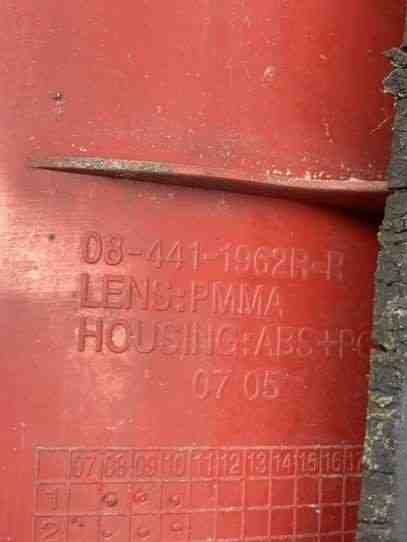 08-441-1962R-R
LENS:PMMA
HOUSING:ABS+PC
07 05
07 08 09 10 11 12 13 14 15 16 17
1
2